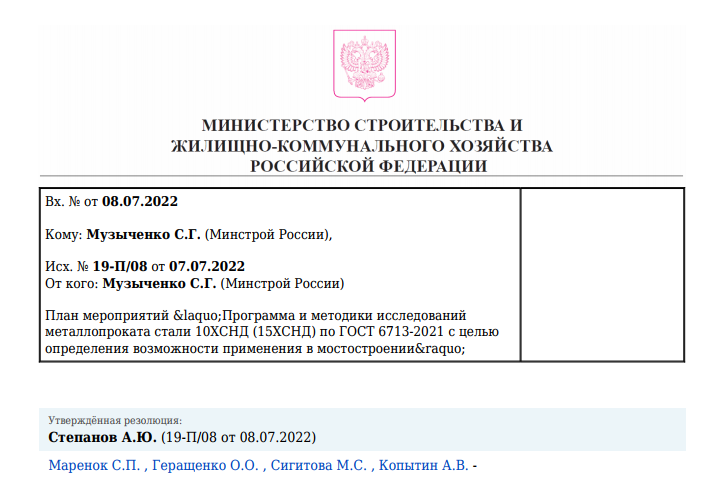 МИНИСТЕРСТВО СТРОИТЕЛЬСТВА И
ЖИЛИЩНО-КОММУНАЛЬНОГО ХОЗЯЙСТВА
РОССИЙСКОЙ ФЕДЕРАЦИИ
Вх. № от 08.07.2022
Кому: Музыченко С.Г. (Минстрой России),
Исх. № 19-П/08 от 07.07.2022
От кого: Музыченко С.Г. (Минстрой России)
План мероприятий &laquo;Программа и методики исследований
металлопроката стали 10ХСНД (15ХСНД) по ГОСТ 6713-2021 с целью
определения возможности применения в мостостроении&raquo;
Утверждённая резолюция:
Степанов А.Ю. (19-П/08 от 08.07.2022)
Маренок С.П. , Геращенко О.О. , Сигитова М.С. , Копытин А.В. -